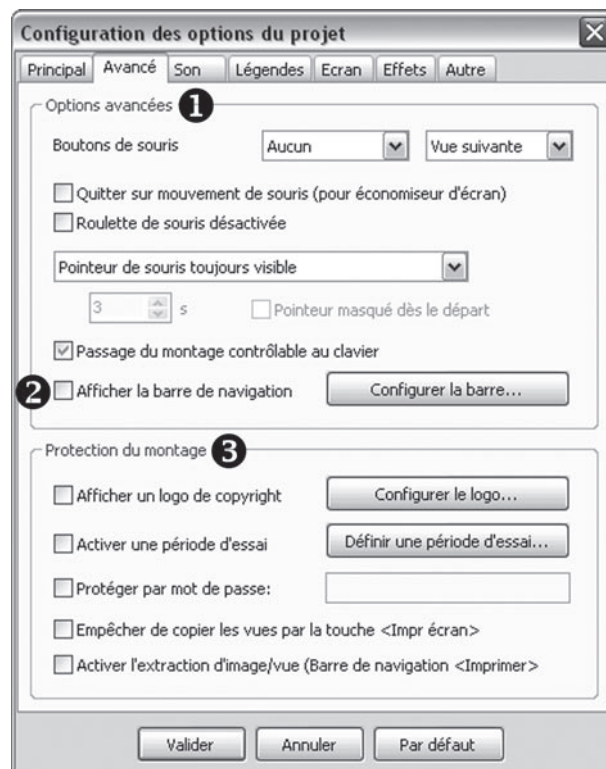 Configuration des options du projet
Principal Avancé Son Légendes Ecran Effets Autre
Options avancées 1
Boutons de souris Aucun Vue suivante
Quitter sur mouvement de souris (pour économiseur d'écran)
Roulette de souris désactivée
Pointeur de souris toujours visible
3 s Pointeur masqué dès le départ
Passage du montage contrôlable au clavier
2 Afficher la barre de navigation Configurer la barre...
Protection du montage 3
Afficher un logo de copyright Configurer le logo...
Activer une période d'essai Définir une période d'essai...
Protéger par mot de passe:
Empêcher de copier les vues par la touche <Impr écran>
Activer l'extraction d'image/vue (Barre de navigation <Imprimer>
Valider Annuler Par défaut